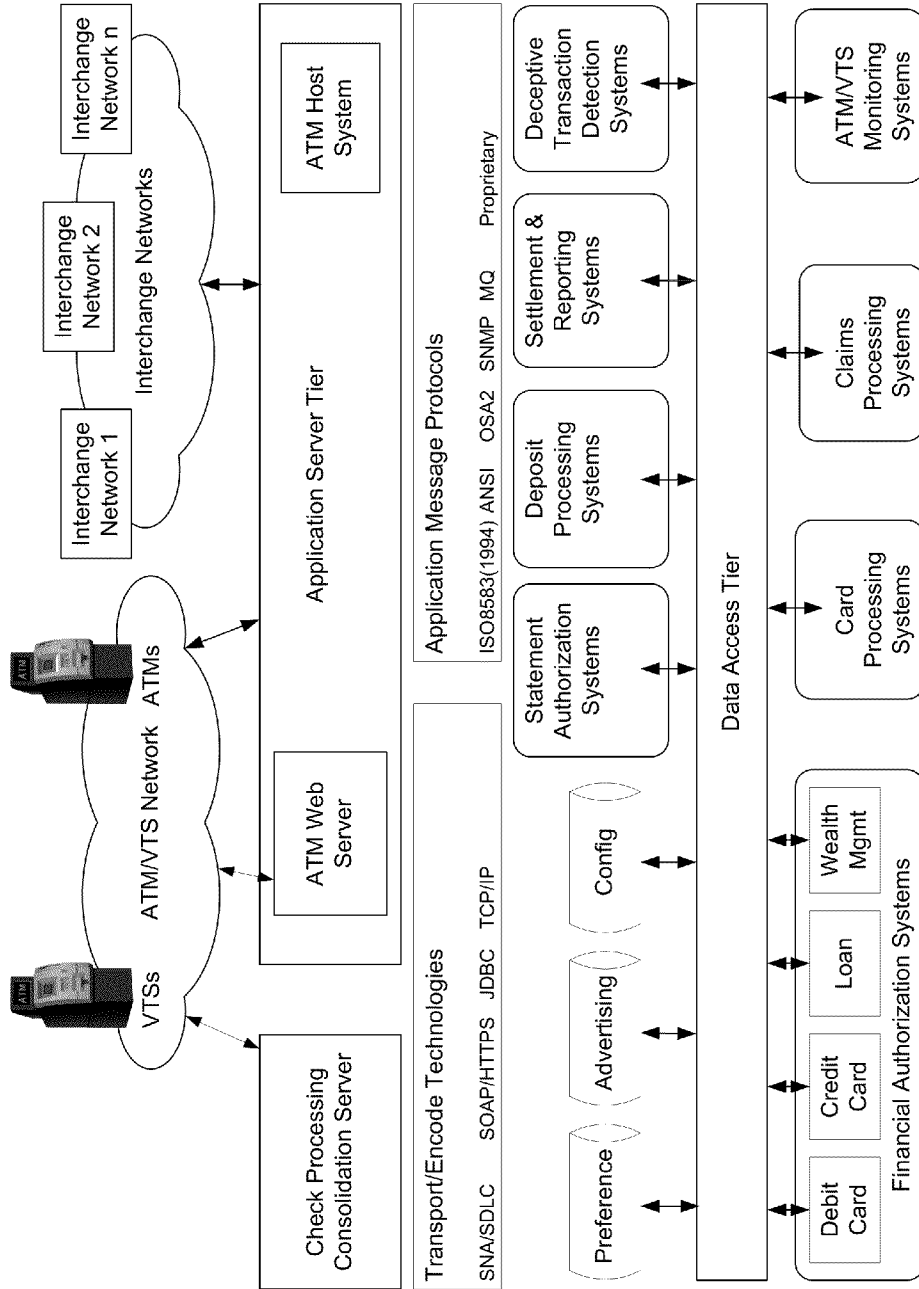 ATM
ATM
VTSs
ATM/VTS Network
ATMs
Interchange
Network 1
Interchange
Network 2
Interchange
Network n
Interchange Networks
Check Processing
Consolidation Server
ATM Web
Server
Application Server Tier
ATM Host
System
Transport/Encode Technologies
SNA/SDLC SOAP/HTTPS JDBC TCP/IP
Application Message Protocols
ISO8583(1994) ANSI OSA2 SNMP MQ Proprietary
Preference
Advertising
Config
Statement
Authorization
Systems
Deposit
Processing
Systems
Settlement &
Reporting
Systems
Deceptive
Transaction
Detection
Systems
Data Access Tier
Debit
Card
Credit
Card
Loan
Wealth
Mgmt
Financial Authorization Systems
Card
Processing
Systems
Claims
Processing
Systems
ATM/VTS
Monitoring
Systems